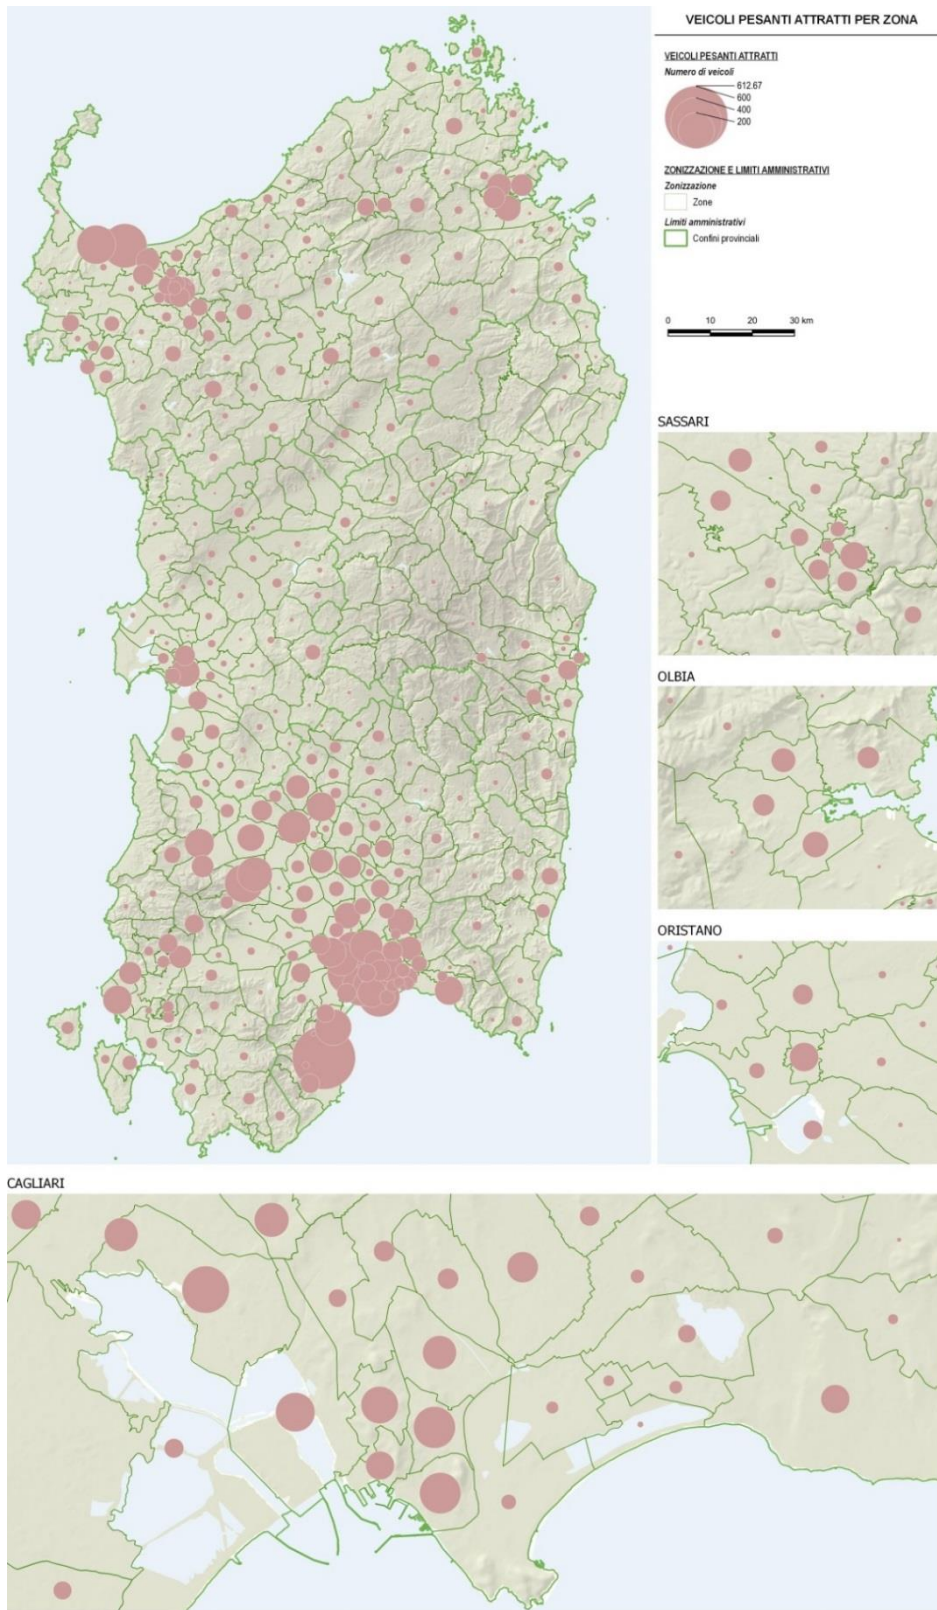 VEICOLI PESANTI ATTRATTI PER ZONA
VEICOLI PESANTI ATTRATTI
Numero di veicoli
612.67
600
400
200
ZONIZZAZIONE E LIMITI AMMINISTRATIVI
Zonizzazione
Zone
Limiti amministrativi
Confini provinciali
0 10 20 30 km
SASSARI
OLBIA
ORISTANO
CAGLIARI